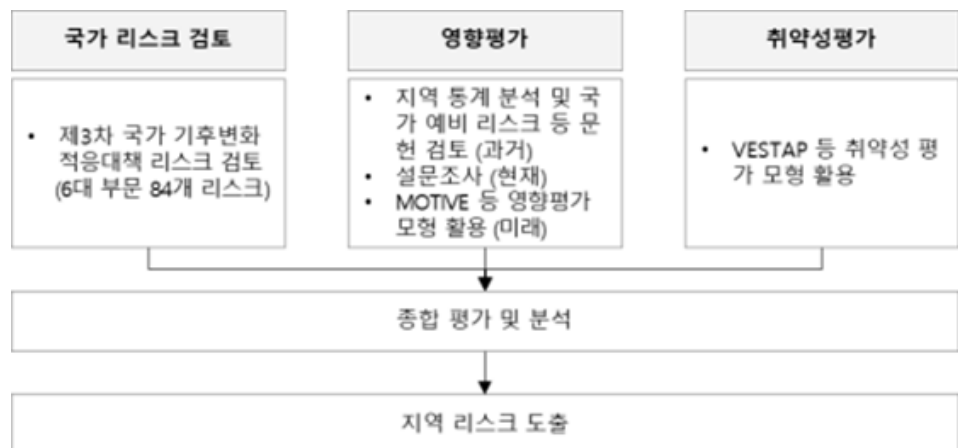 국가 리스크 검토
영향평가
취약성평가
• 제3차 국가 기후변화
적응대책 리스크 검토
(6대 부문 84개 리스크)
• 지역 통계 분석 및 국
가 예비 리스크 등 문
헌 검토 (과거)
• 설문조사 (현재)
• MOTIVE 등 영향평가
모형 활용 (미래)
• VESTAP 등 취약성 평
가 모형 활용
종합 평가 및 분석
지역 리스크 도출